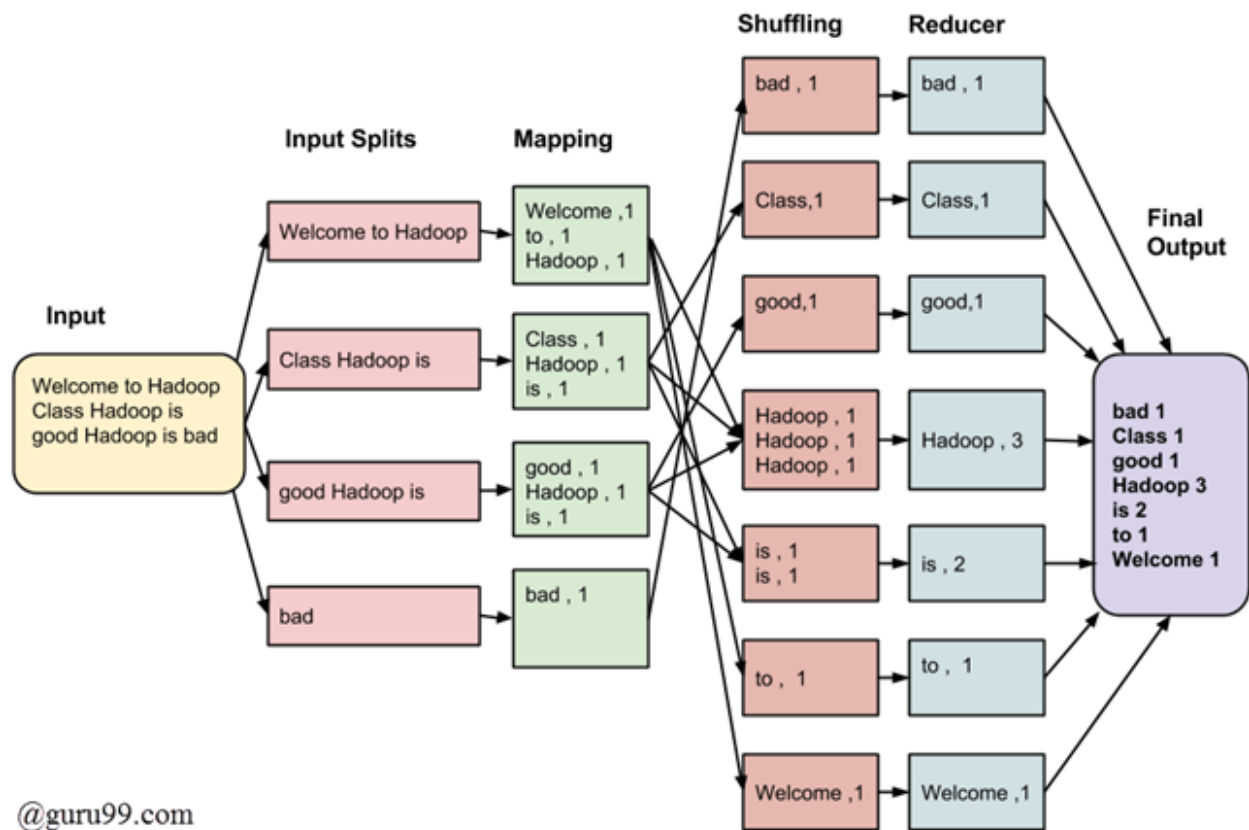 Input
Welcome to Hadoop
Class Hadoop is
good Hadoop is bad
Input Splits
Welcome to Hadoop
Class Hadoop is
good Hadoop is
bad
Mapping
Welcome ,1
to , 1
Hadoop , 1
Class , 1
Hadoop , 1
is , 1
good , 1
Hadoop , 1
is , 1
bad , 1
Shuffling
bad , 1
Class,1
good,1
Hadoop , 1
Hadoop , 1
Hadoop , 1
is , 1
is , 1
to , 1
Welcome ,1
Reducer
bad , 1
Class,1
good,1
Hadoop , 3
is , 2
to , 1
Welcome ,1
Final
Output
bad 1
Class 1
good 1
Hadoop 3
is 2
to 1
Welcome 1
@guru99.com